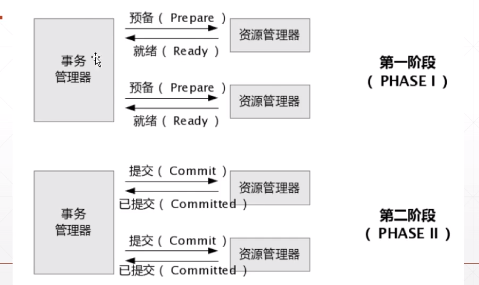 预备（ Prepare ）
就绪（ Ready ）
资源管理器
事务
管理器
预备（ Prepare ）
就绪（ Ready ）
资源管理器
第一阶段
（ PHASE I ）
提交（ Commit ）
已提交（ Committed ）
资源管理器
事务
管理器
提交（ Commit ）
已提交（ Committed ）
资源管理器
第二阶段
（ PHASE II ）